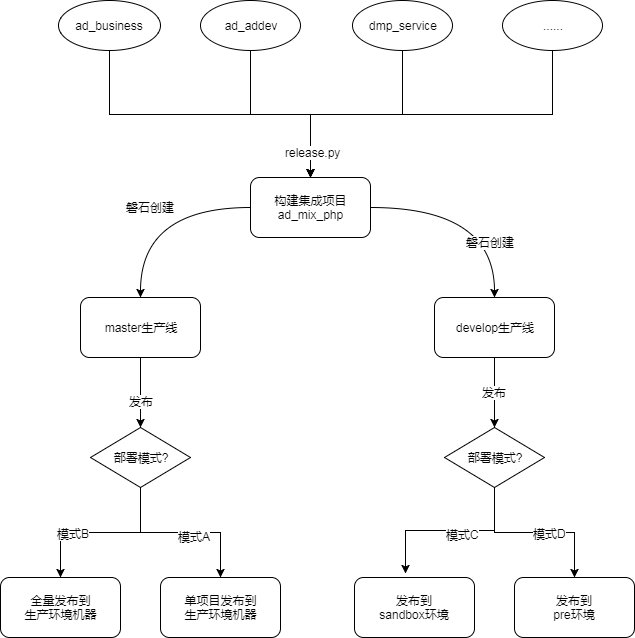 ad_business
ad_addev
dmp_service
......
release.py
构建集成项目
ad_mix_php
磐石创建
磐石创建
master生产线
develop生产线
发布
发布
部署模式?
部署模式?
模式B
模式A
模式C
模式D
全量发布到
生产环境机器
单项目发布到
生产环境机器
发布到
sandbox环境
发布到
pre环境